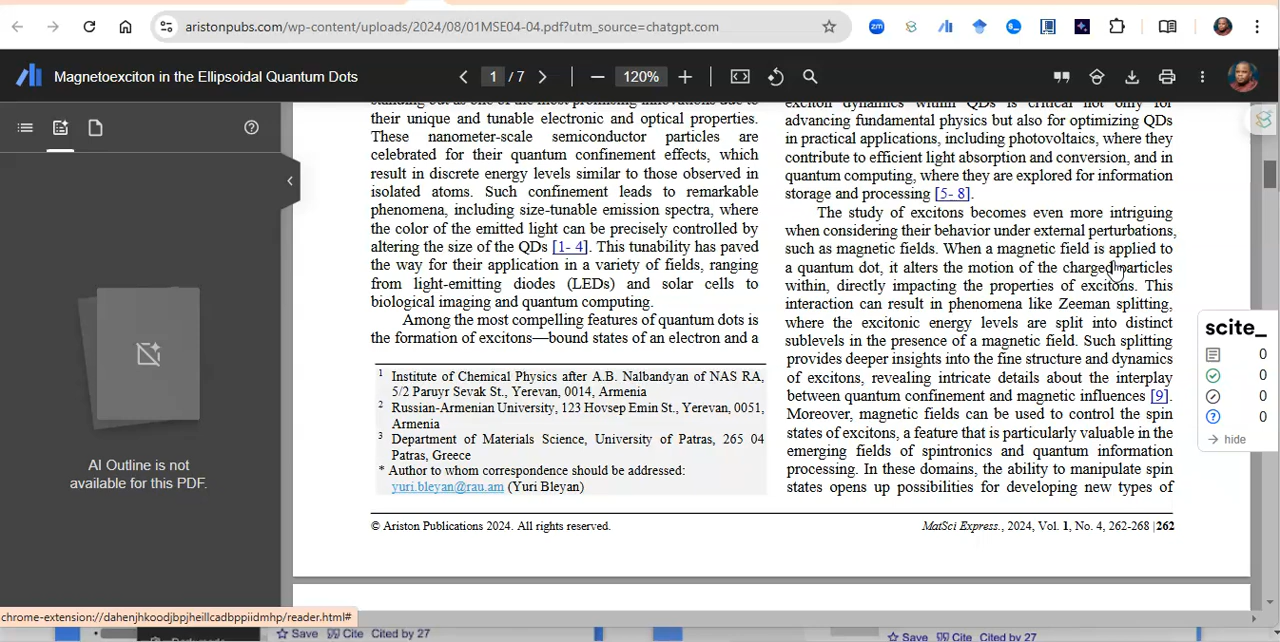 aristonpubs.com/wp-content/uploads/2024/08/01MSE04-04.pdf?utm_source=chatgpt.com
zm
Magnetoexciton in the Ellipsoidal Quantum Dots
1 / 7
120%
AI Outline is not
available for this PDF.
their unique and tunable electronic and optical properties.
These nanometer-scale semiconductor particles are
celebrated for their quantum confinement effects, which
result in discrete energy levels similar to those observed in
isolated atoms. Such confinement leads to remarkable
phenomena, including size-tunable emission spectra, where
the color of the emitted light can be precisely controlled by
altering the size of the QDs [1- 4]. This tunability has paved
the way for their application in a variety of fields, ranging
from light-emitting diodes (LEDs) and solar cells to
biological imaging and quantum computing.
Among the most compelling features of quantum dots is
the formation of excitons—bound states of an electron and a
1 Institute of Chemical Physics after A.B. Nalbandyan of NAS RA,
5/2 Paruyr Sevak St., Yerevan, 0014, Armenia
2 Russian-Armenian University, 123 Hovsep Emin St., Yerevan, 0051,
Armenia
3 Department of Materials Science, University of Patras, 265 04
Patras, Greece
* Author to whom correspondence should be addressed:
yuri.bleyan@rau.am (Yuri Bleyan)
exciton dynamics within QDs is critical not only for
advancing fundamental physics but also for optimizing QDs
in practical applications, including photovoltaics, where they
contribute to efficient light absorption and conversion, and in
quantum computing, where they are explored for information
storage and processing [5- 8].
The study of excitons becomes even more intriguing
when considering their behavior under external perturbations,
such as magnetic fields. When a magnetic field is applied to
a quantum dot, it alters the motion of the charged particles
within, directly impacting the properties of excitons. This
interaction can result in phenomena like Zeeman splitting,
where the excitonic energy levels are split into distinct
sublevels in the presence of a magnetic field. Such splitting
provides deeper insights into the fine structure and dynamics
of excitons, revealing intricate details about the interplay
between quantum confinement and magnetic influences [9].
Moreover, magnetic fields can be used to control the spin
states of excitons, a feature that is particularly valuable in the
emerging fields of spintronics and quantum information
processing. In these domains, the ability to manipulate spin
states opens up possibilities for developing new types of
© Ariston Publications 2024. All rights reserved.
MatSci Express., 2024, Vol. 1, No. 4, 262-268 |262
scite_
0
0
0
0
hide
chrome-extension://dahenjhkoodjbpjheillcadbppiidmhp/reader.html#
Save Cite Cited by 27
Save Cite Cited by 27